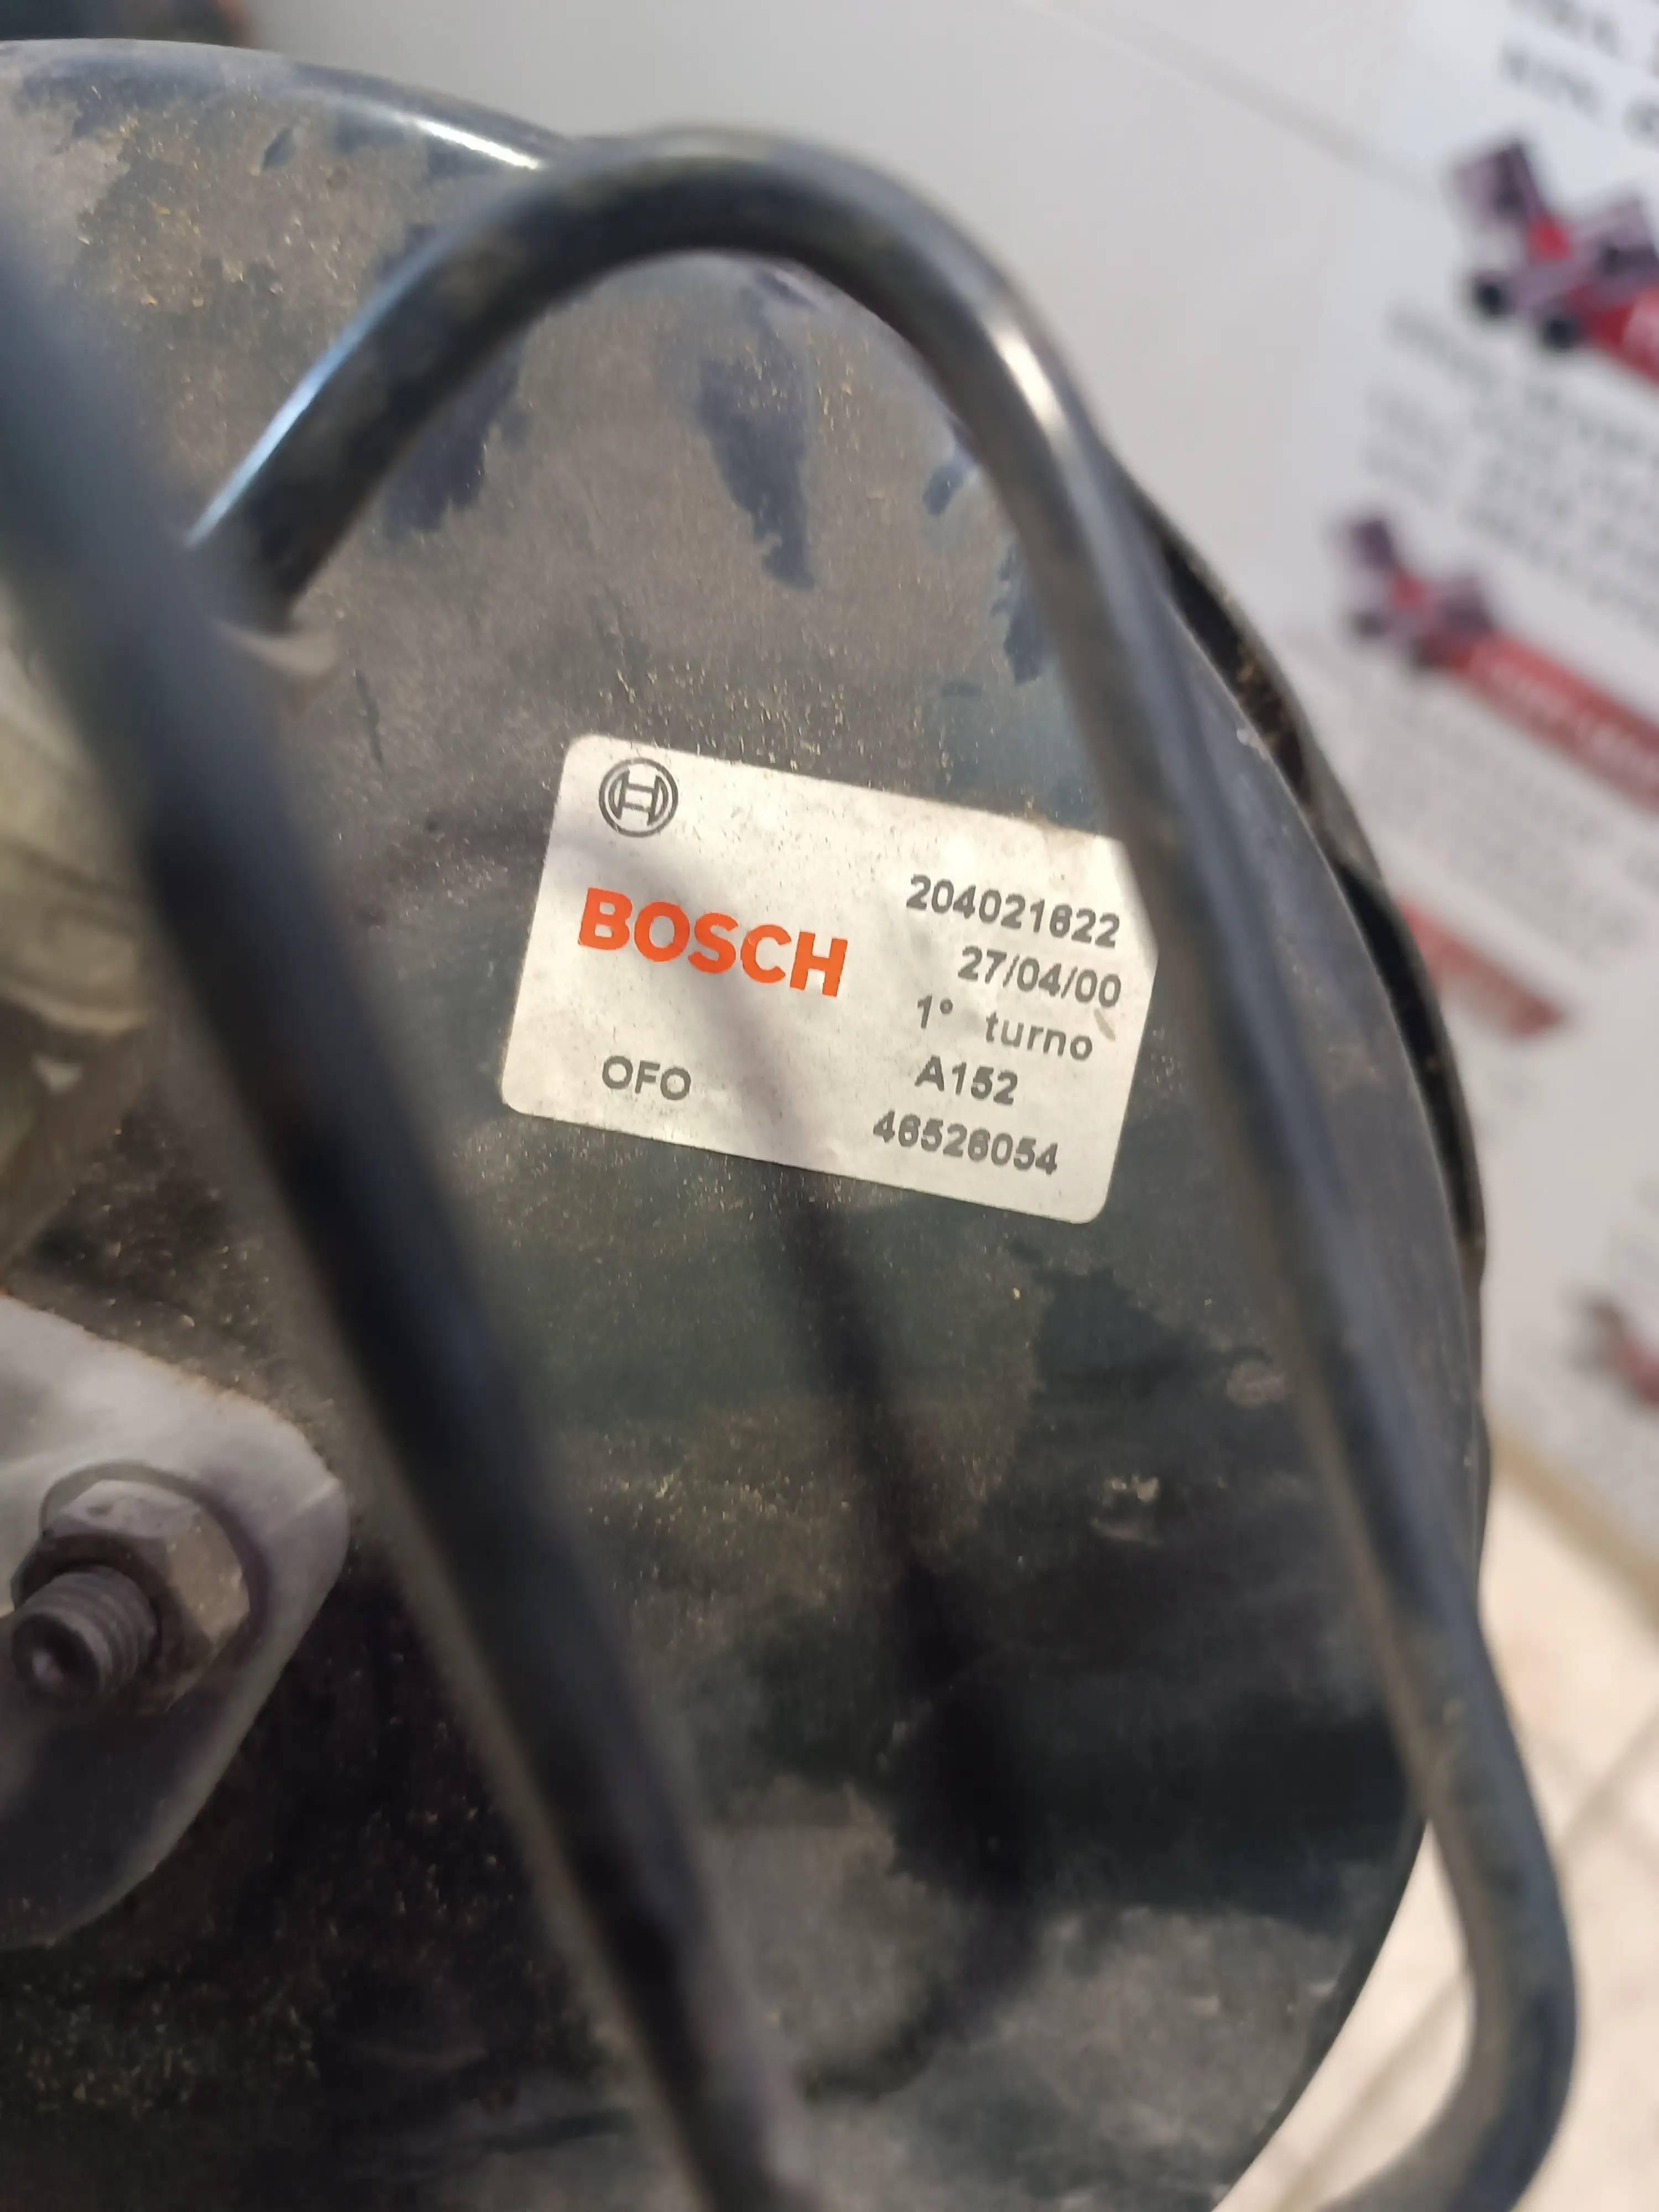 BOSCH
204021622
27/04/00
1° turno
A152
OFO
46526054